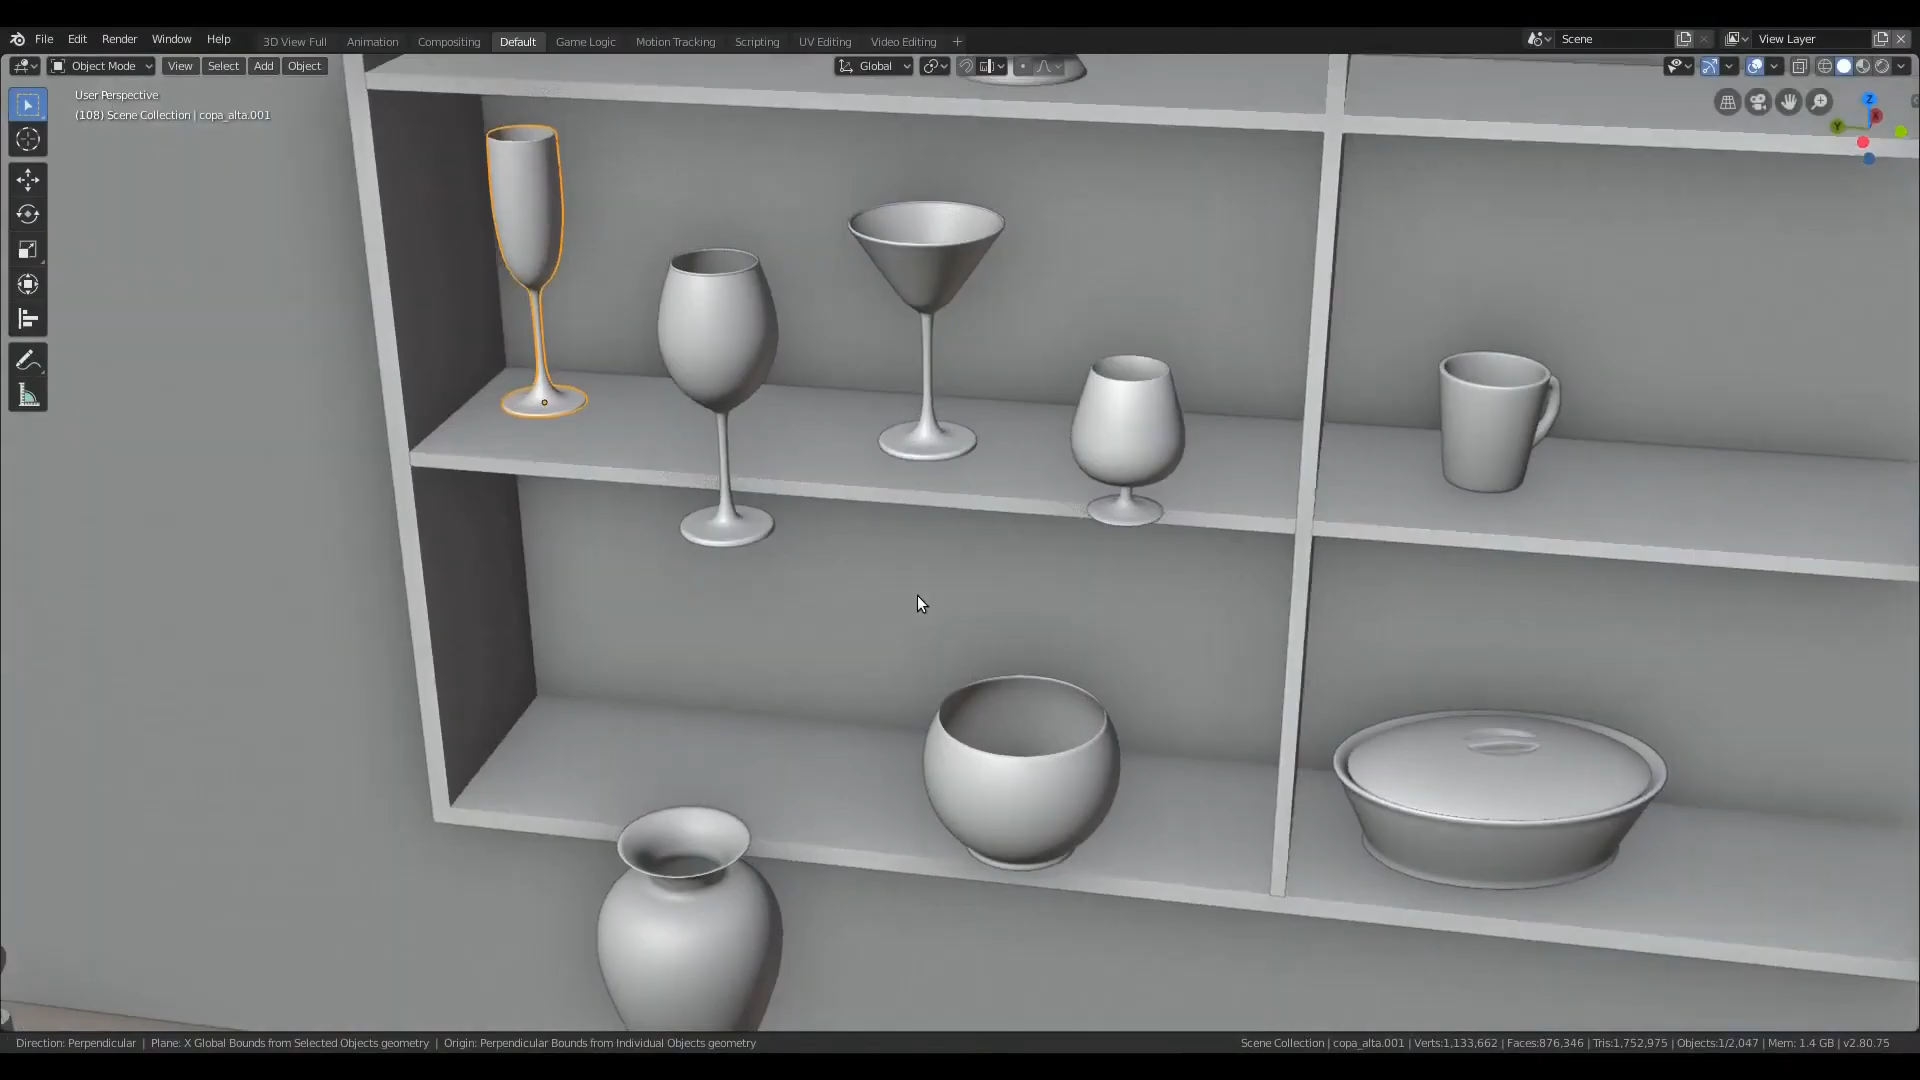 File Edit Render Window Help 3D View Full Animation Compositing Default Game Logic Motion Tracking Scripting UV Editing Video Editing + Scene View Layer
Object Mode View Select Add Object Global
User Perspective
(108) Scene Collection | copa_alta.001
Z
X
Y
Direction: Perpendicular | Plane: X Global Bounds from Selected Objects geometry | Origin: Perpendicular Bounds from Individual Objects geometry Scene Collection | copa_alta.001 | Verts:1,133,662 | Faces:876,346 | Tris:1,752,975 | Objects:1/2,047 | Mem: 1.4 GB | v2.80.75